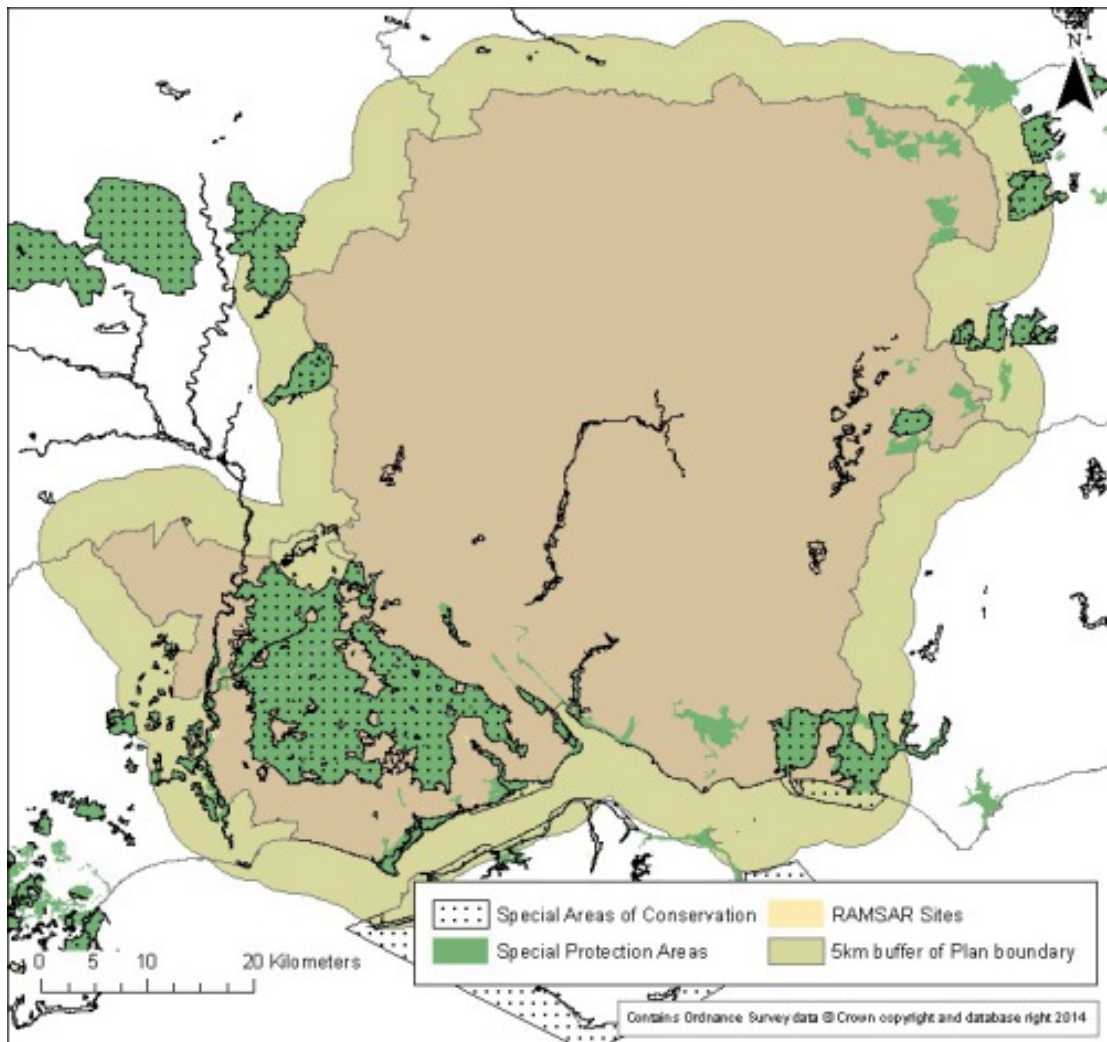 N
Special Areas of Conservation
RAMSAR Sites
Special Protection Areas
5km buffer of Plan boundary
0 5 10 20 Kilometers
Contains Ordnance Survey data © Crown copyright and database right 2014